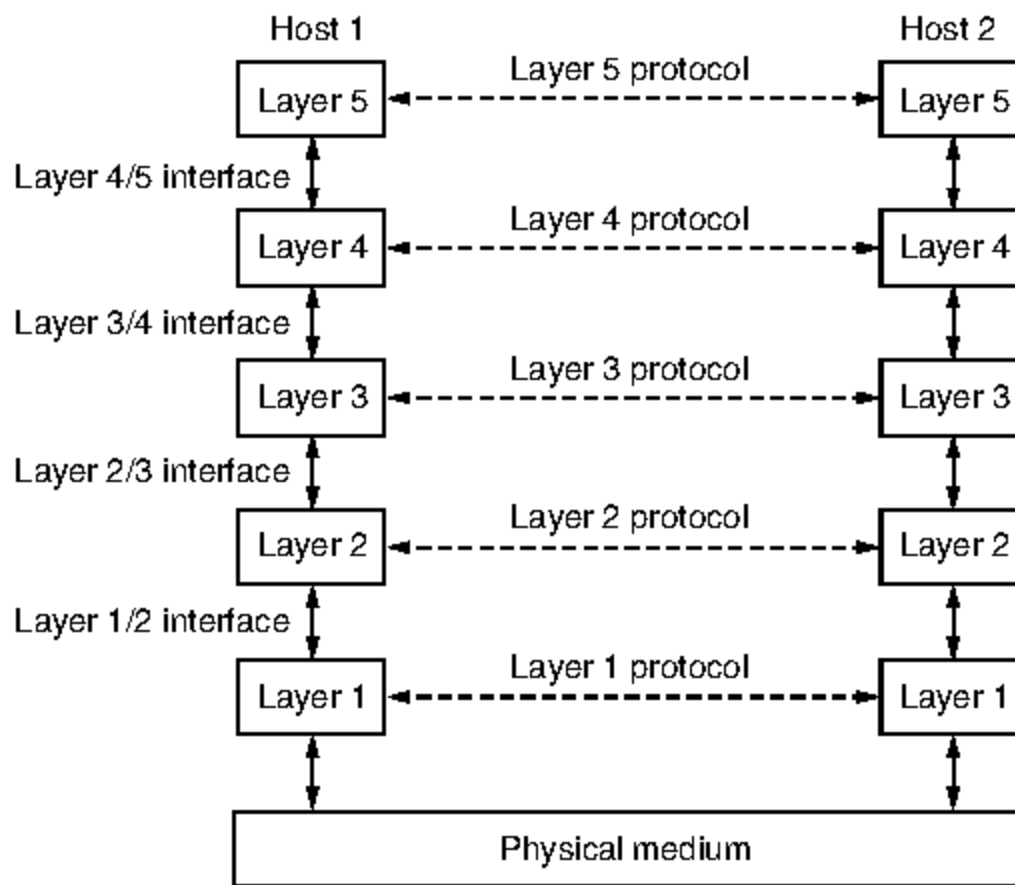 Host 1
Host 2
Layer 5 protocol
Layer 5
Layer 5
Layer 4/5 interface
Layer 4 protocol
Layer 4
Layer 4
Layer 3/4 interface
Layer 3 protocol
Layer 3
Layer 3
Layer 2/3 interface
Layer 2 protocol
Layer 2
Layer 2
Layer 1/2 interface
Layer 1 protocol
Layer 1
Layer 1
Physical medium